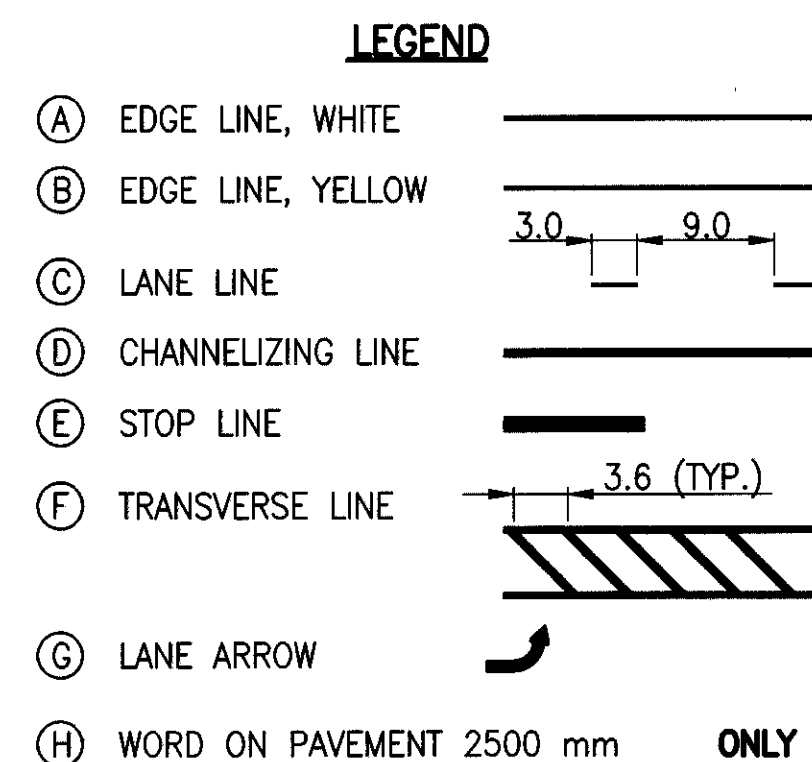 LEGEND
A EDGE LINE, WHITE
B EDGE LINE, YELLOW
3.0 9.0
C LANE LINE
D CHANNELIZING LINE
E STOP LINE
3.6 (TYP.)
F TRANSVERSE LINE
G LANE ARROW
H WORD ON PAVEMENT 2500 mm ONLY